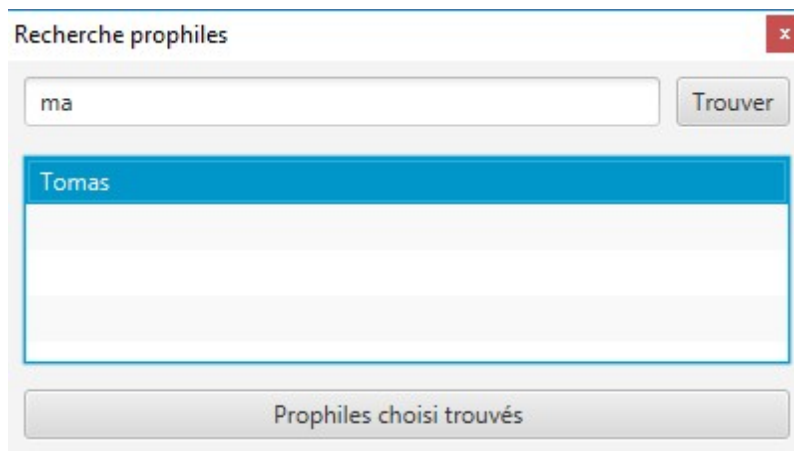 Recherche prophiles
x
ma
Trouver
Tomas
Prophiles choisi trouvés